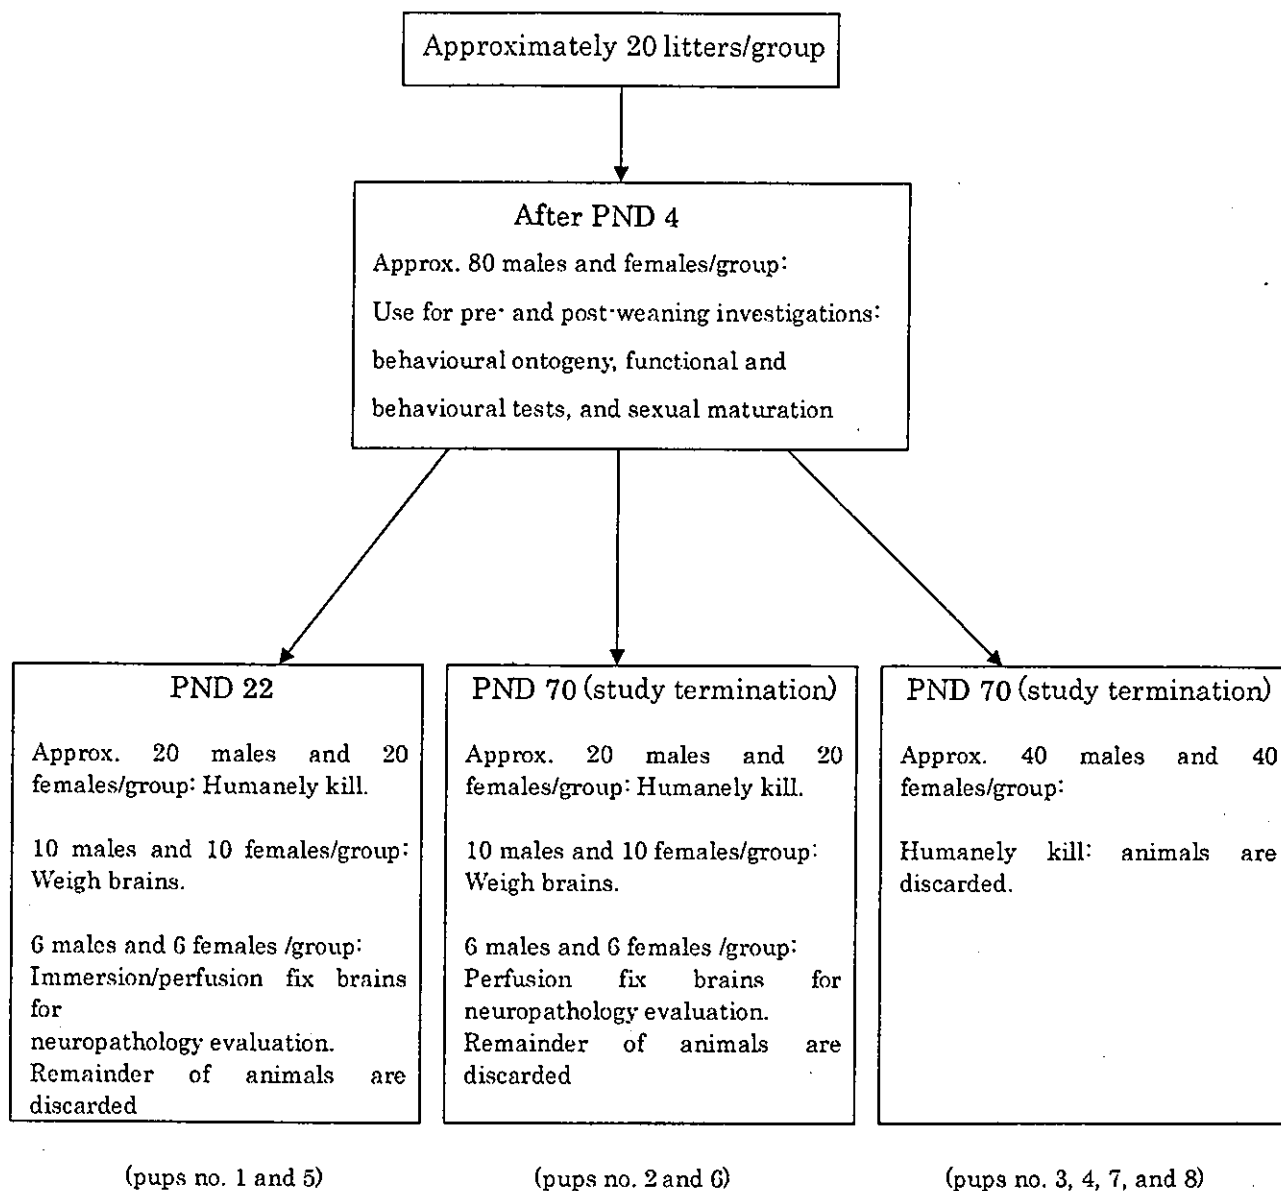 Approximately 20 litters/group
After PND 4
Approx. 80 males and females/group:
Use for pre- and post-weaning investigations:
behavioural ontogeny, functional and
behavioural tests, and sexual maturation
PND 22
Approx. 20 males and 20
females/group: Humanely kill.
10 males and 10 females/group:
Weigh brains.
6 males and 6 females /group:
Immersion/perfusion fix brains
for
neuropathology evaluation.
Remainder of animals are
discarded
(pups no. 1 and 5)
PND 70 (study termination)
Approx. 20 males and 20
females/group: Humanely kill.
10 males and 10 females/group:
Weigh brains.
6 males and 6 females /group:
Perfusion fix brains for
neuropathology evaluation.
Remainder of animals are
discarded
(pups no. 2 and 6)
PND 70 (study termination)
Approx. 40 males and 40
females/group:
Humanely kill: animals are
discarded.
(pups no. 3, 4, 7, and 8)